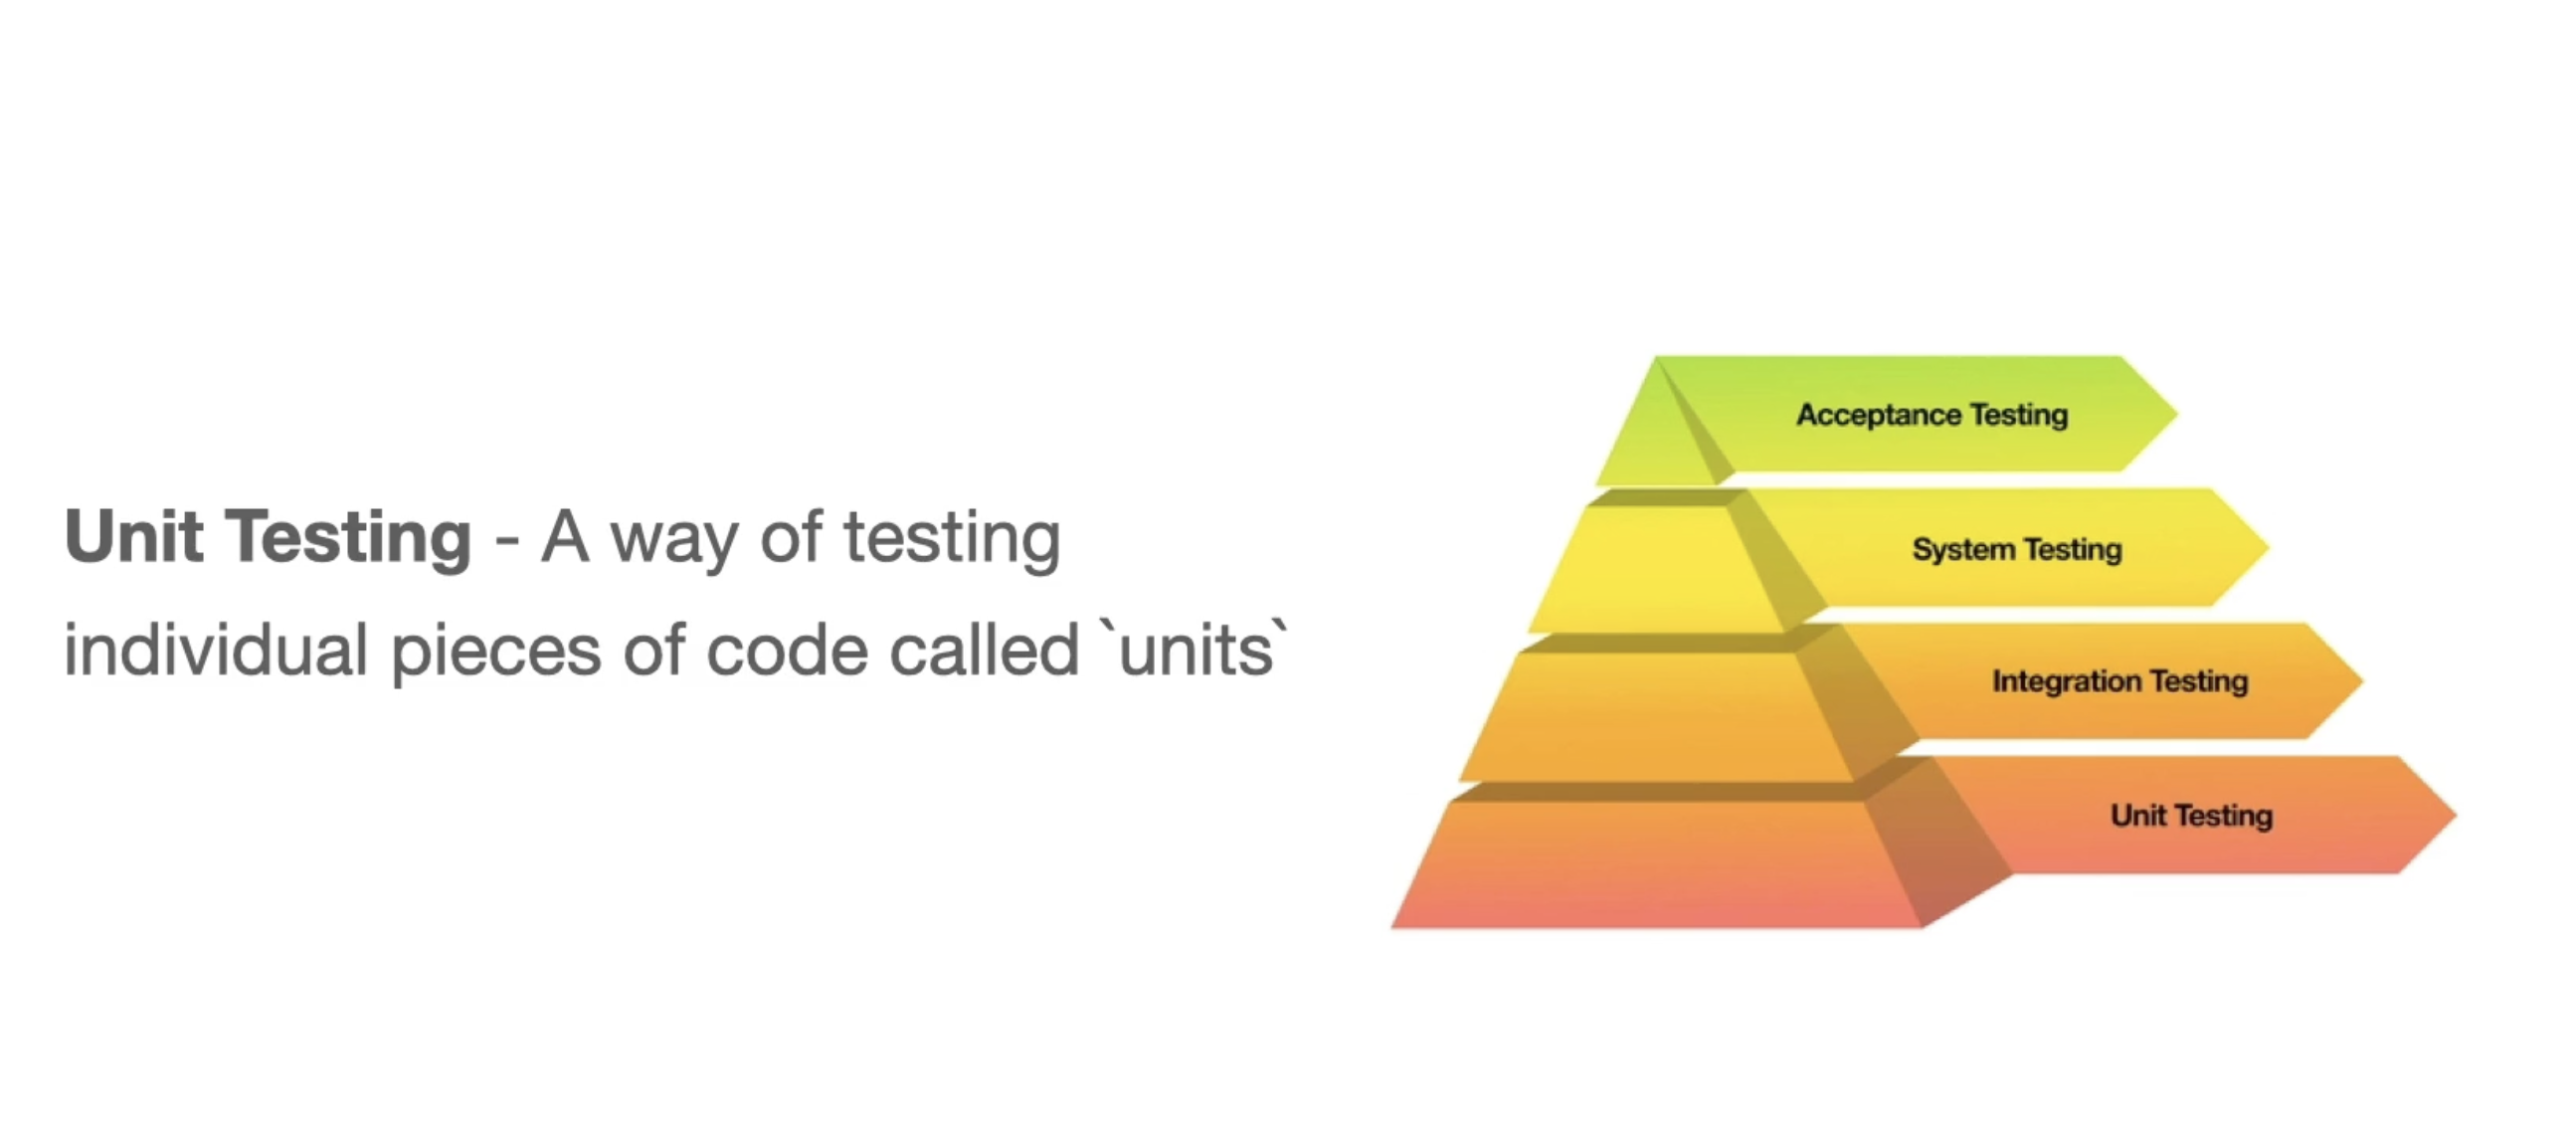 Unit Testing - A way of testing
individual pieces of code called `units`
Acceptance Testing
System Testing
Integration Testing
Unit Testing